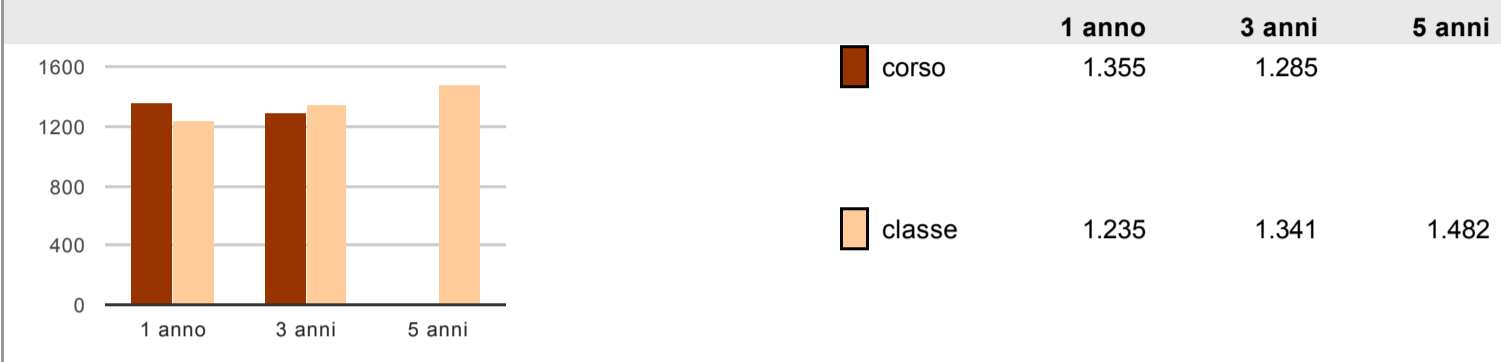 1 anno 3 anni 5 anni
1600
1200
800
400
0
1 anno 3 anni 5 anni
corso 1.355 1.285
classe 1.235 1.341 1.482